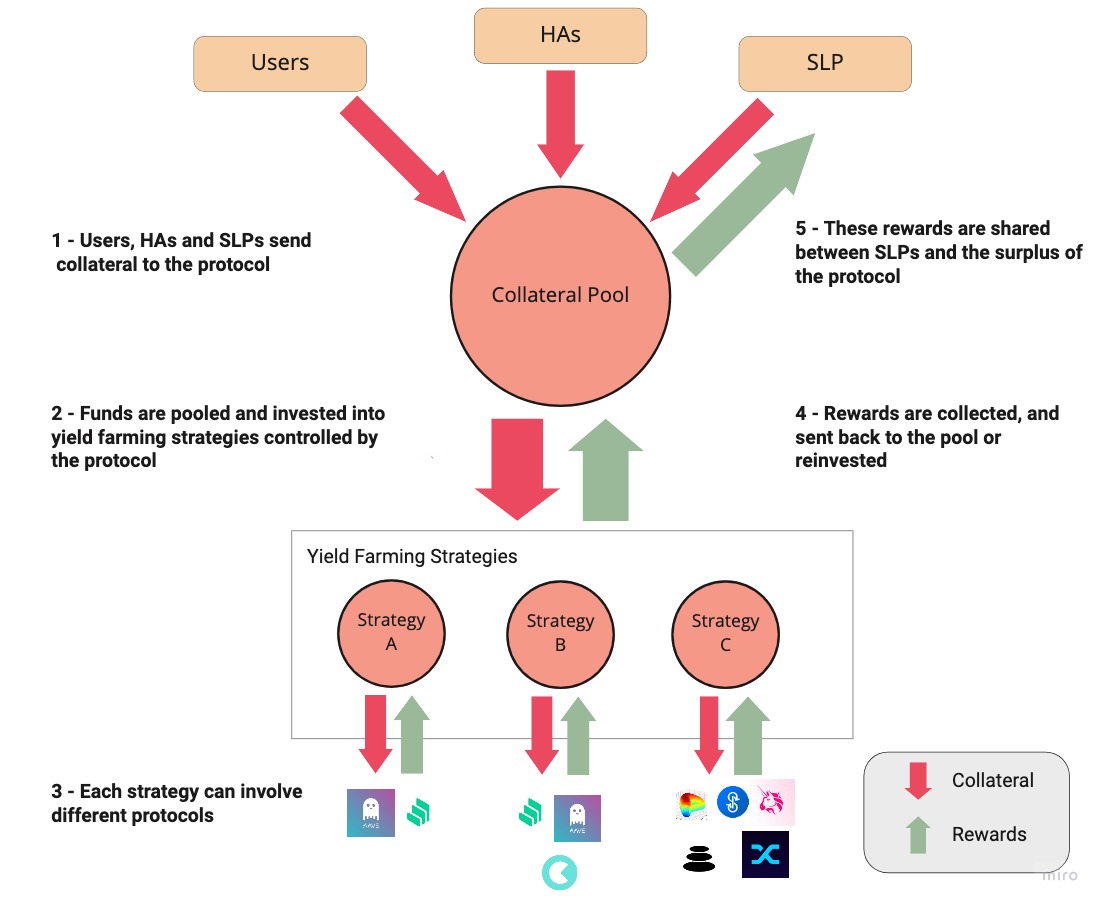 HAs
Users
SLP
1 - Users, HAs and SLPs send
collateral to the protocol
5 - These rewards are shared
between SLPs and the surplus of
the protocol
Collateral Pool
2 - Funds are pooled and invested into
yield farming strategies controlled by
the protocol
4 - Rewards are collected, and
sent back to the pool or
reinvested
Yield Farming Strategies
Strategy
A
Strategy
B
Strategy
C
3 - Each strategy can involve
different protocols
AAVE
AAVE
Collateral
Rewards
miro